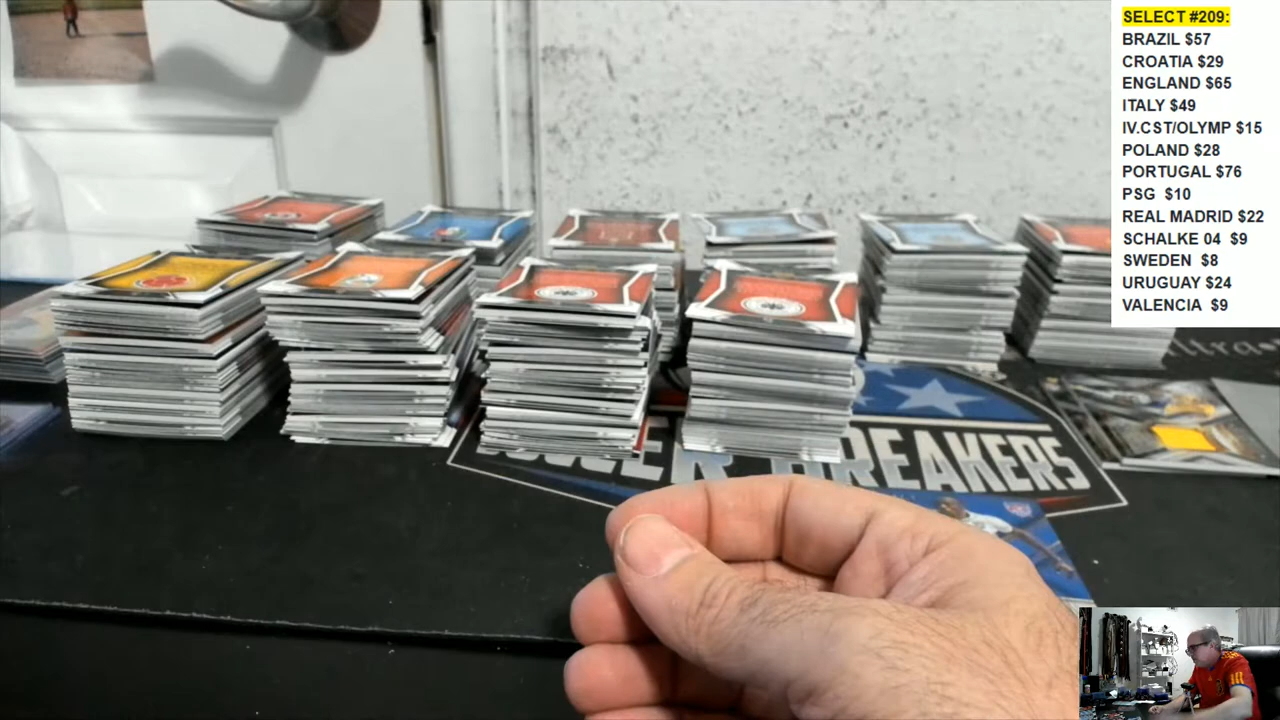 SELECT #209:
BRAZIL $57
CROATIA $29
ENGLAND $65
ITALY $49
IV.CST/OLYMP $15
POLAND $28
PORTUGAL $76
PSG $10
REAL MADRID $22
SCHALKE 04 $9
SWEDEN $8
URUGUAY $24
VALENCIA $9
BREAKERS